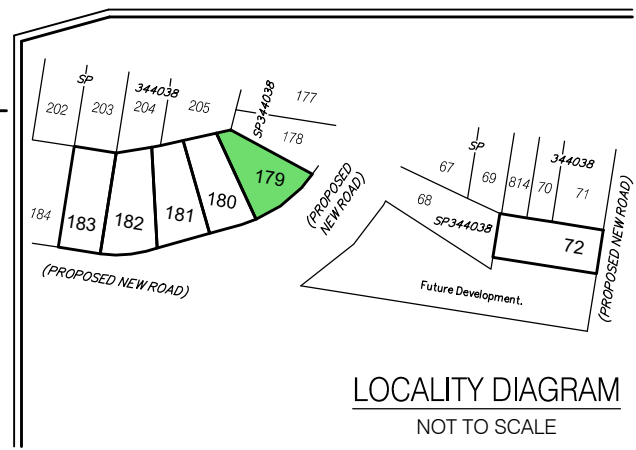 SP 344038
202 203 204 205
SP344038
177
178
179
180
181
182
183
184
(PROPOSED NEW ROAD)
(PROPOSED
NEW ROAD)
SP 344038
67 69 814 70 71
68
SP344038
72
(PROPOSED NEW ROAD)
Future Development.
LOCALITY DIAGRAM
NOT TO SCALE